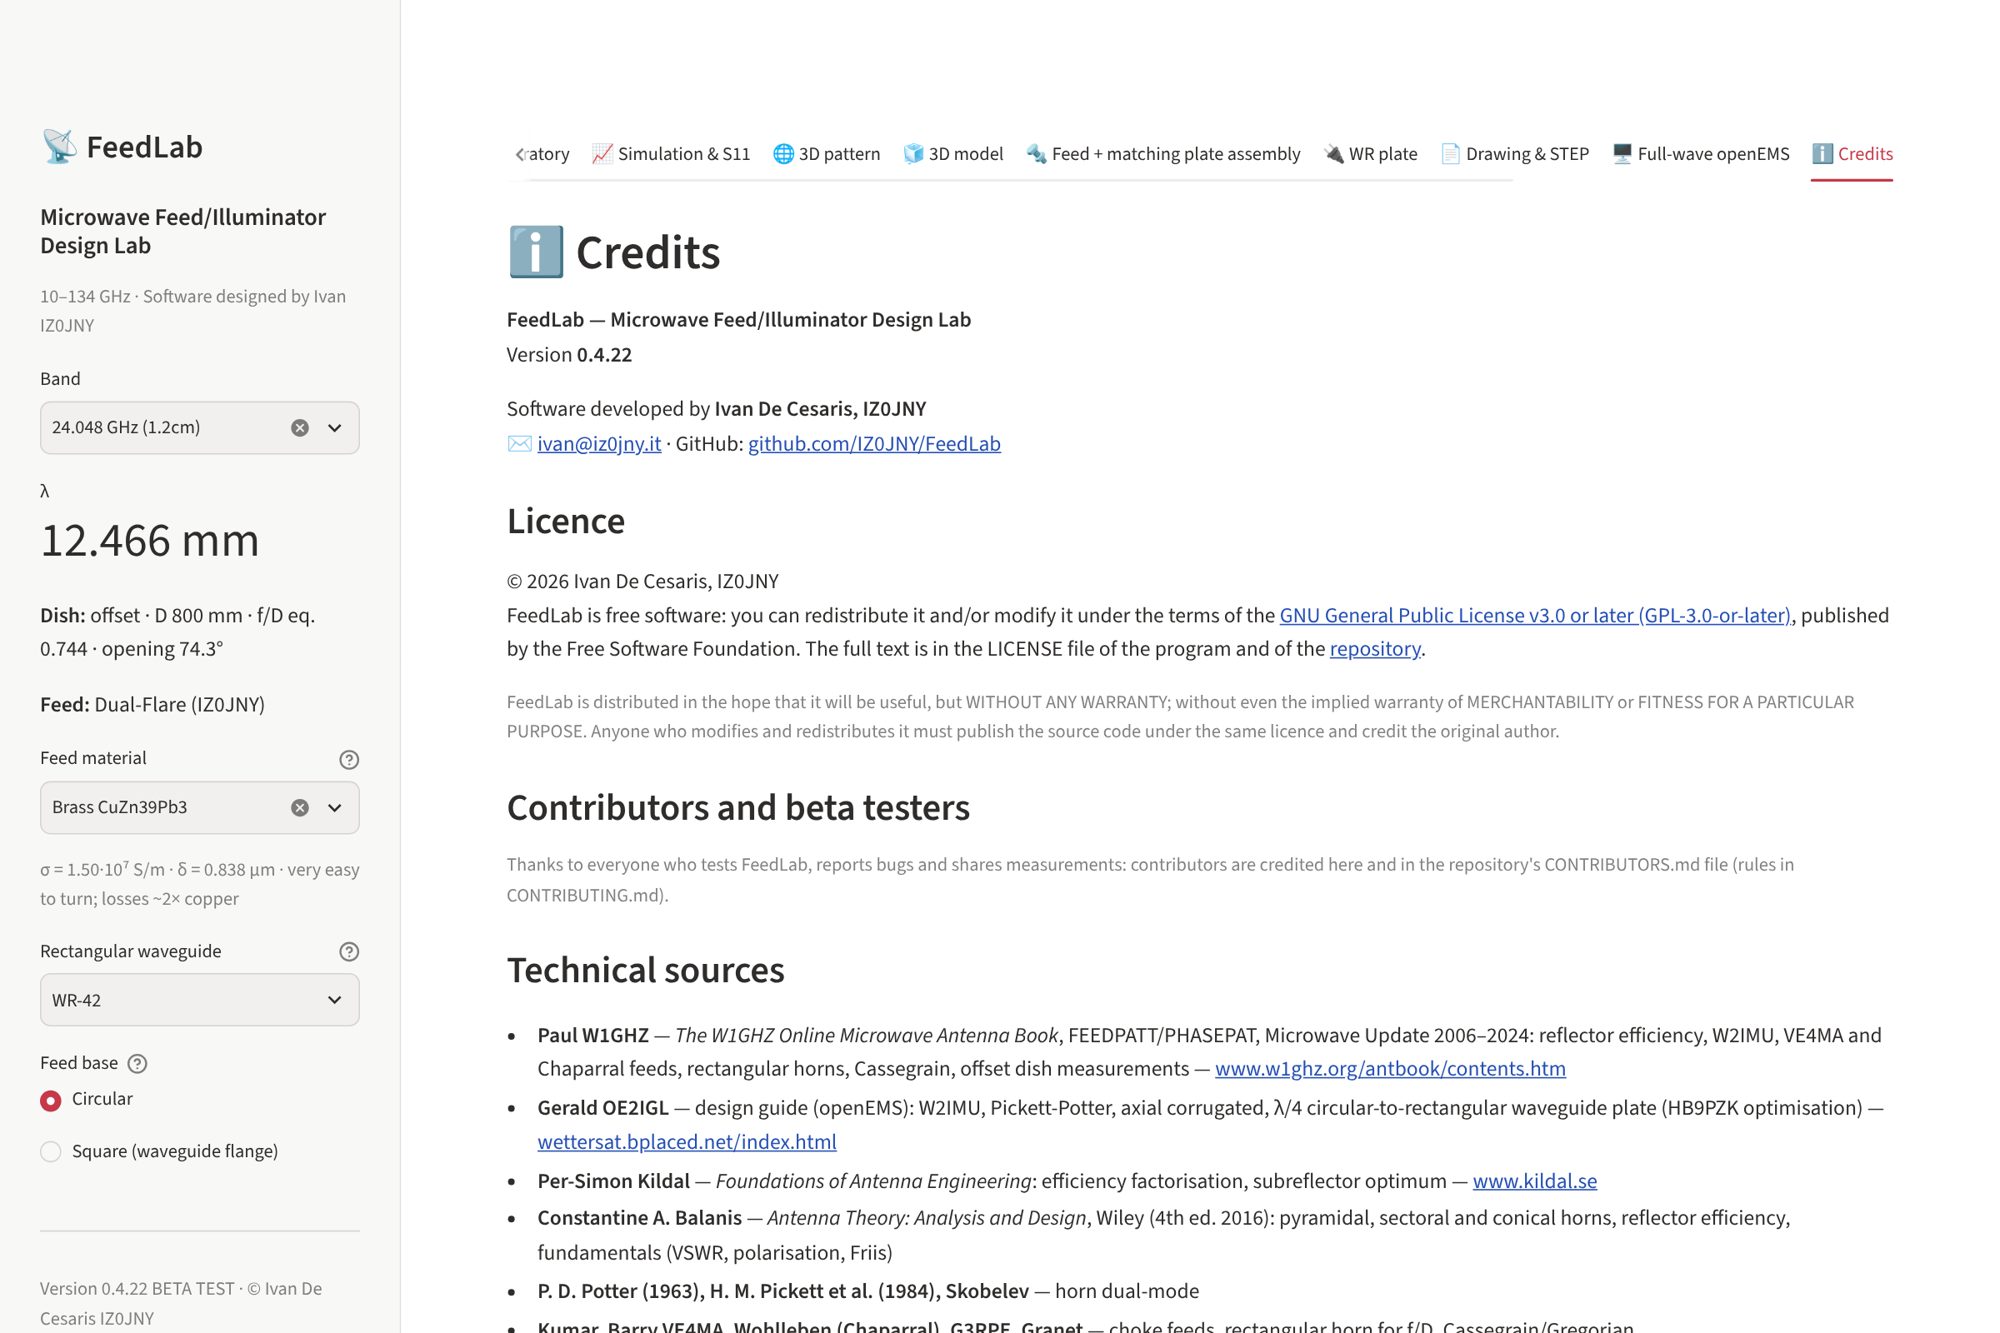 FeedLab
Microwave Feed/Illuminator
Design Lab
10–134 GHz · Software designed by Ivan
IZ0JNY
Band
24.048 GHz (1.2cm)
λ
12.466 mm
Dish: offset · D 800 mm · f/D eq.
0.744 · opening 74.3°
Feed: Dual-Flare (IZ0JNY)
Feed material
Brass CuZn39Pb3
σ = 1.50·10⁷ S/m · δ = 0.838 µm · very easy
to turn; losses ~2× copper
Rectangular waveguide
WR-42
Feed base
Circular
Square (waveguide flange)
Version 0.4.22 BETA TEST · © Ivan De
Cesaris IZ0JNY
ratory Simulation & S11 3D pattern 3D model Feed + matching plate assembly WR plate Drawing & STEP Full-wave openEMS Credits
Credits
FeedLab — Microwave Feed/Illuminator Design Lab
Version 0.4.22
Software developed by Ivan De Cesaris, IZ0JNY
ivan@iz0jny.it · GitHub: github.com/IZ0JNY/FeedLab
Licence
© 2026 Ivan De Cesaris, IZ0JNY
FeedLab is free software: you can redistribute it and/or modify it under the terms of the GNU General Public License v3.0 or later (GPL-3.0-or-later), published
by the Free Software Foundation. The full text is in the LICENSE file of the program and of the repository.
FeedLab is distributed in the hope that it will be useful, but WITHOUT ANY WARRANTY; without even the implied warranty of MERCHANTABILITY or FITNESS FOR A PARTICULAR
PURPOSE. Anyone who modifies and redistributes it must publish the source code under the same licence and credit the original author.
Contributors and beta testers
Thanks to everyone who tests FeedLab, reports bugs and shares measurements: contributors are credited here and in the repository's CONTRIBUTORS.md file (rules in
CONTRIBUTING.md).
Technical sources
• Paul W1GHZ — The W1GHZ Online Microwave Antenna Book, FEEDPATT/PHASEPAT, Microwave Update 2006–2024: reflector efficiency, W2IMU, VE4MA and
Chaparral feeds, rectangular horns, Cassegrain, offset dish measurements — www.w1ghz.org/antbook/contents.htm
• Gerald OE2IGL — design guide (openEMS): W2IMU, Pickett-Potter, axial corrugated, λ/4 circular-to-rectangular waveguide plate (HB9PZK optimisation) —
wettersat.bplaced.net/index.html
• Per-Simon Kildal — Foundations of Antenna Engineering: efficiency factorisation, subreflector optimum — www.kildal.se
• Constantine A. Balanis — Antenna Theory: Analysis and Design, Wiley (4th ed. 2016): pyramidal, sectoral and conical horns, reflector efficiency,
fundamentals (VSWR, polarisation, Friis)
• P. D. Potter (1963), H. M. Pickett et al. (1984), Skobelev — horn dual-mode
• Kumar, Barry VE4MA, Wohlleben (Chaparral), G3RPE, Granet — choke feeds, rectangular horn for f/D, Cassegrain/Gregorian